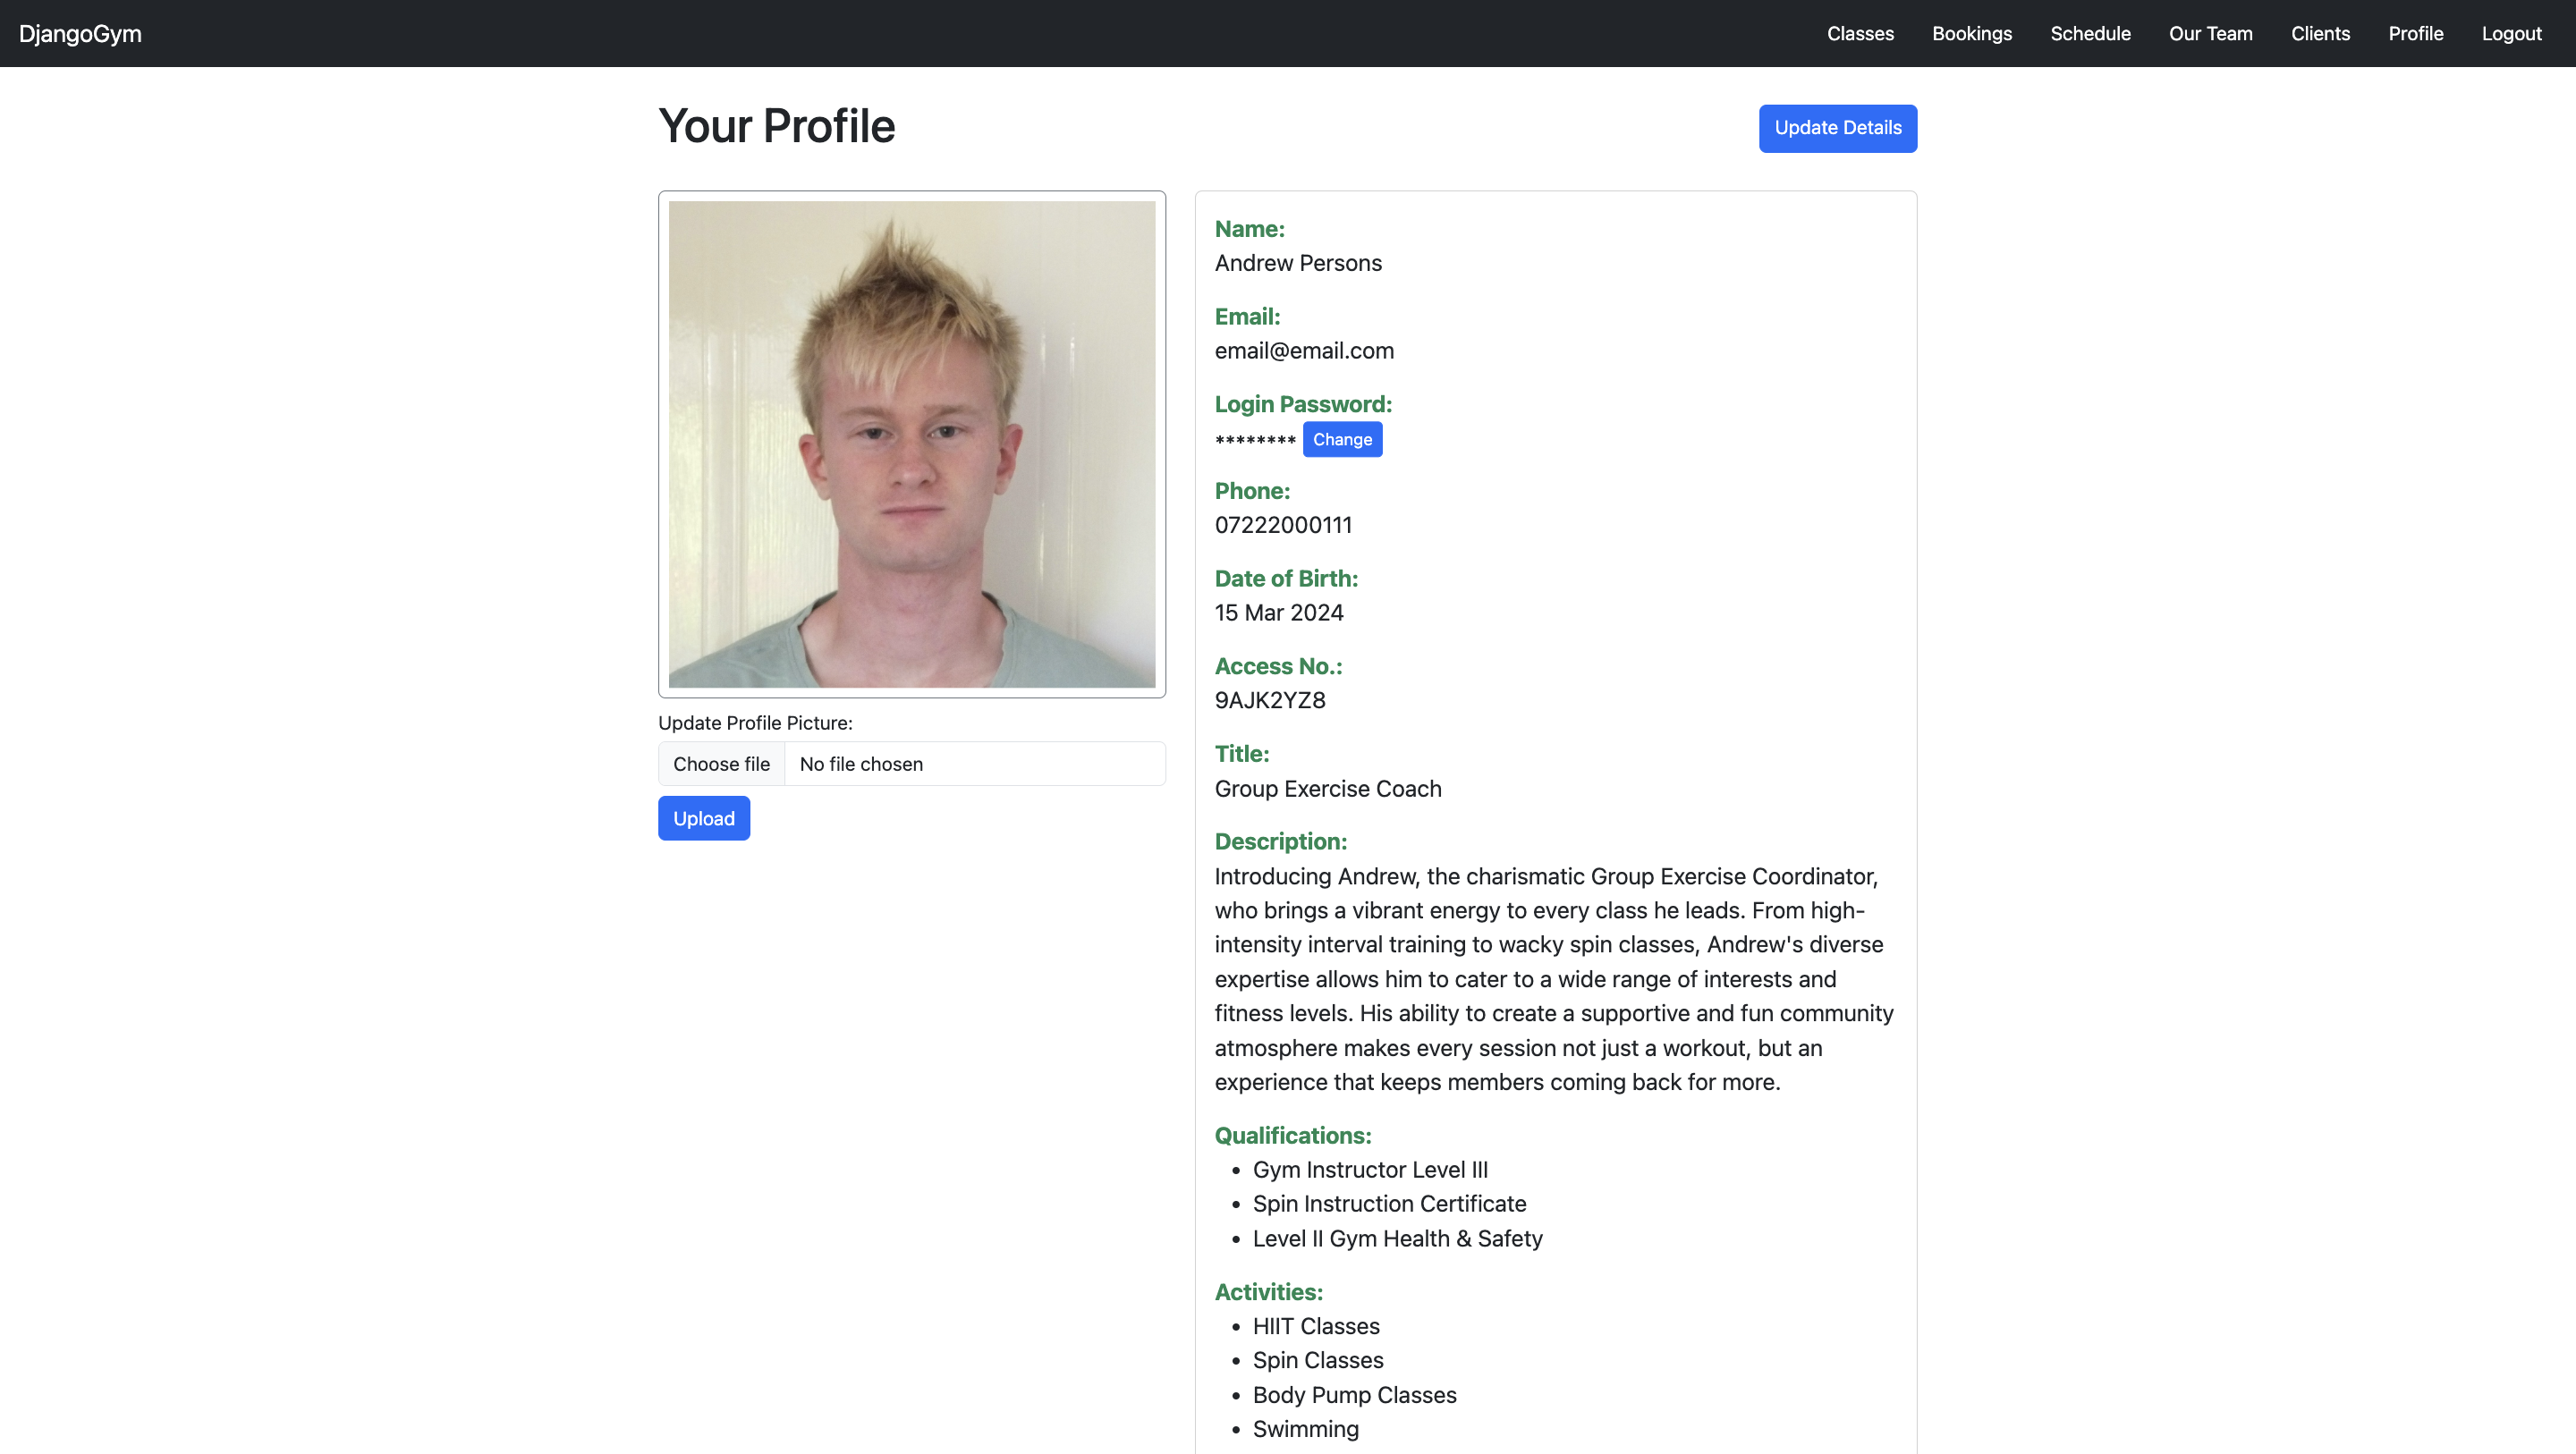 DjangoGym
Classes Bookings Schedule Our Team Clients Profile Logout
Your Profile
Update Details
Update Profile Picture:
Choose file No file chosen
Upload
Name:
Andrew Persons
Email:
email@email.com
Login Password:
******** Change
Phone:
07222000111
Date of Birth:
15 Mar 2024
Access No.:
9AJK2YZ8
Title:
Group Exercise Coach
Description:
Introducing Andrew, the charismatic Group Exercise Coordinator,
who brings a vibrant energy to every class he leads. From high-
intensity interval training to wacky spin classes, Andrew's diverse
expertise allows him to cater to a wide range of interests and
fitness levels. His ability to create a supportive and fun community
atmosphere makes every session not just a workout, but an
experience that keeps members coming back for more.
Qualifications:
• Gym Instructor Level III
• Spin Instruction Certificate
• Level II Gym Health & Safety
Activities:
• HIIT Classes
• Spin Classes
• Body Pump Classes
• Swimming